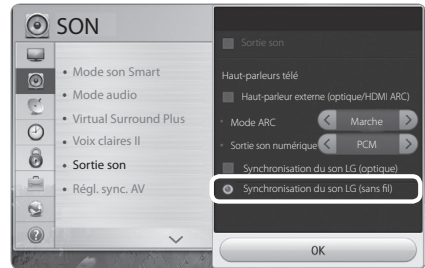 SON
• Mode son Smart
• Mode audio
• Virtual Surround Plus
• Voix claires II
• Sortie son
• Régl. sync. AV
Sortie son
Haut-parleurs télé
Haut-parleur externe (optique/HDMI ARC)
• Mode ARC < Marche >
• Sortie son numérique < PCM >
Synchronisation du son LG (optique)
Synchronisation du son LG (sans fil)
OK